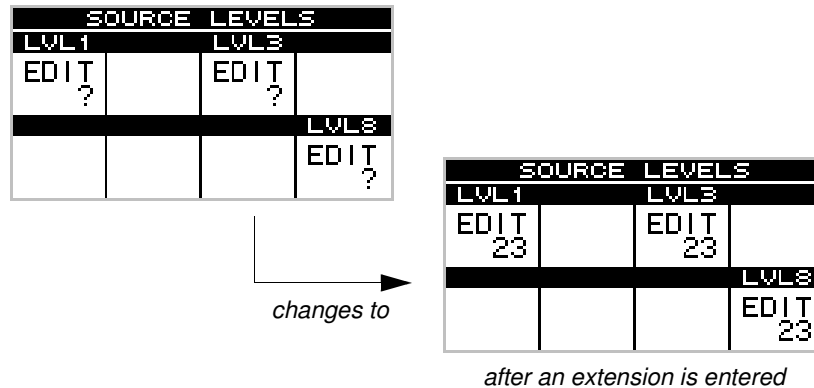 SOURCE LEVELS
LVL1 LVL3
EDIT EDIT
? ?
LVL8
EDIT
?
changes to
SOURCE LEVELS
LVL1 LVL3
EDIT EDIT
23 23
LVL8
EDIT
23
after an extension is entered